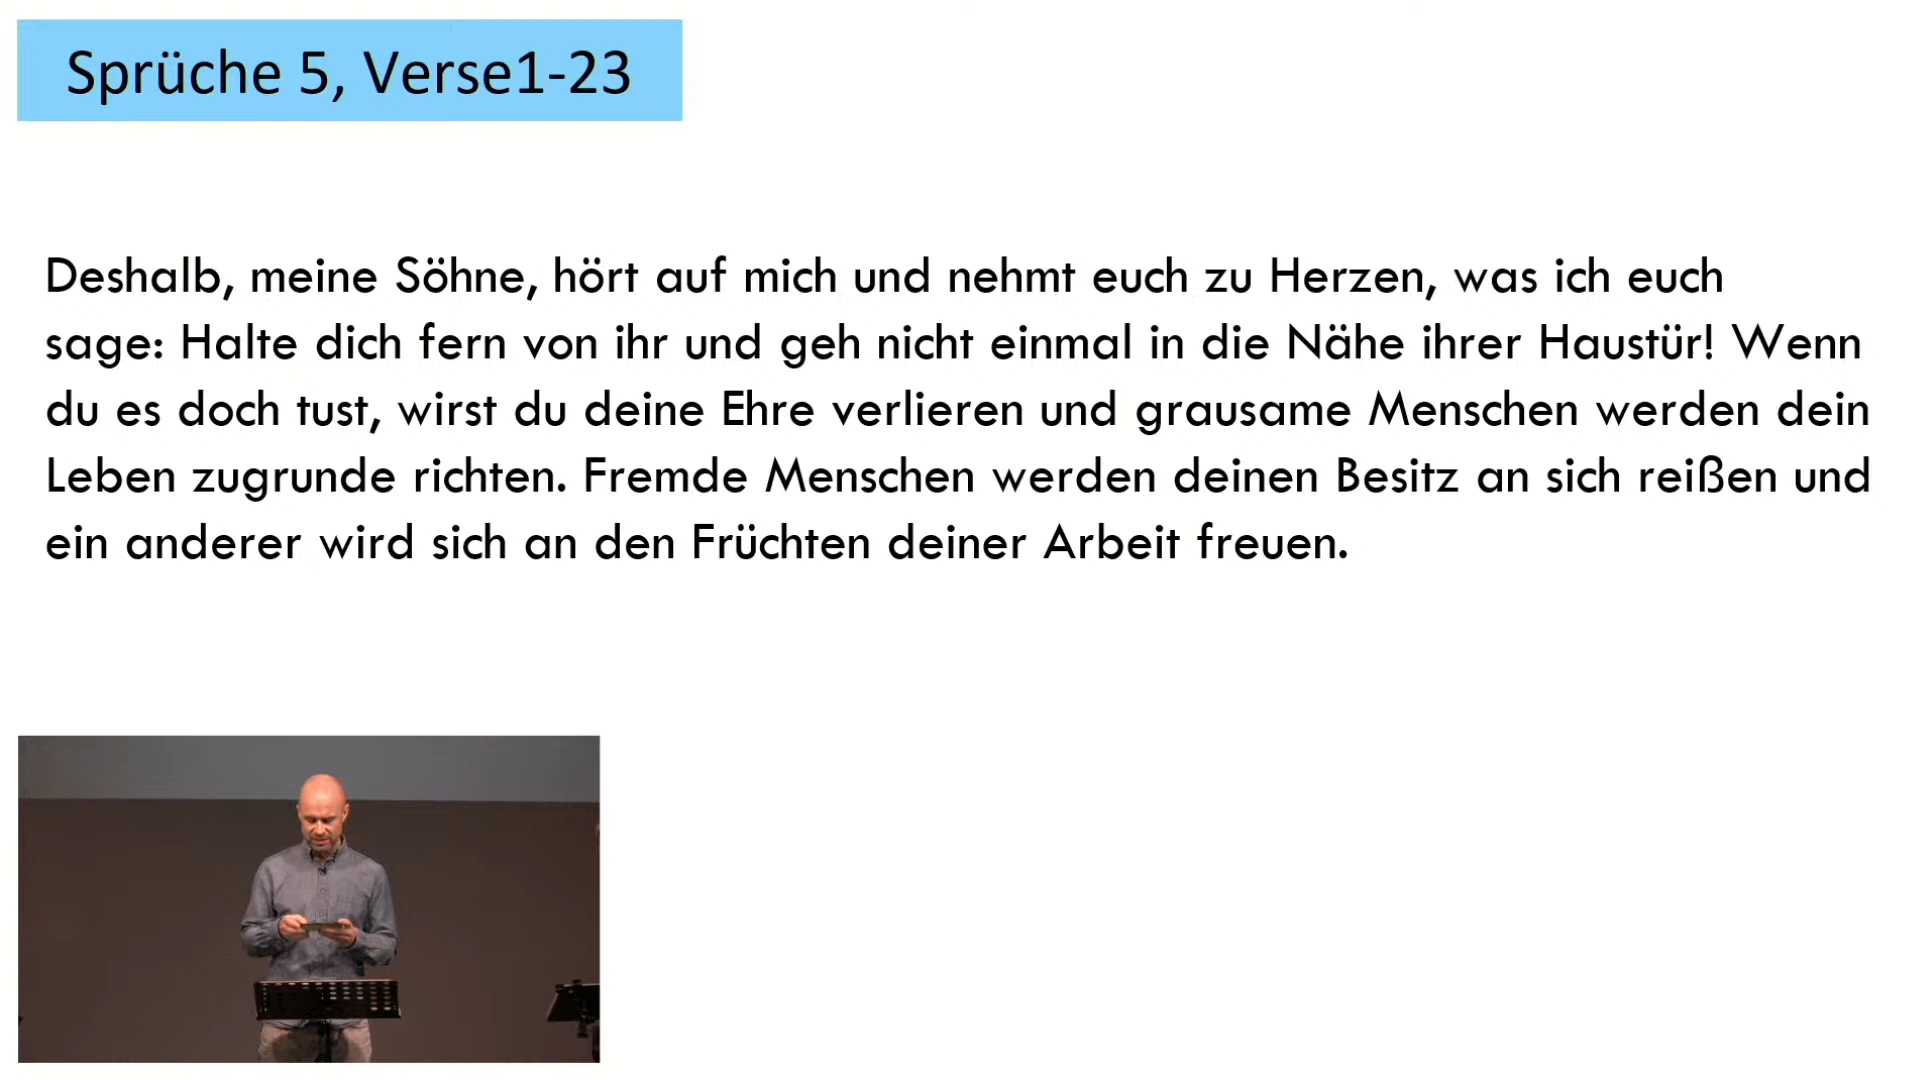 Sprüche 5, Verse1-23
Deshalb, meine Söhne, hört auf mich und nehmt euch zu Herzen, was ich euch
sage: Halte dich fern von ihr und geh nicht einmal in die Nähe ihrer Haustür! Wenn
du es doch tust, wirst du deine Ehre verlieren und grausame Menschen werden dein
Leben zugrunde richten. Fremde Menschen werden deinen Besitz an sich reißen und
ein anderer wird sich an den Früchten deiner Arbeit freuen.